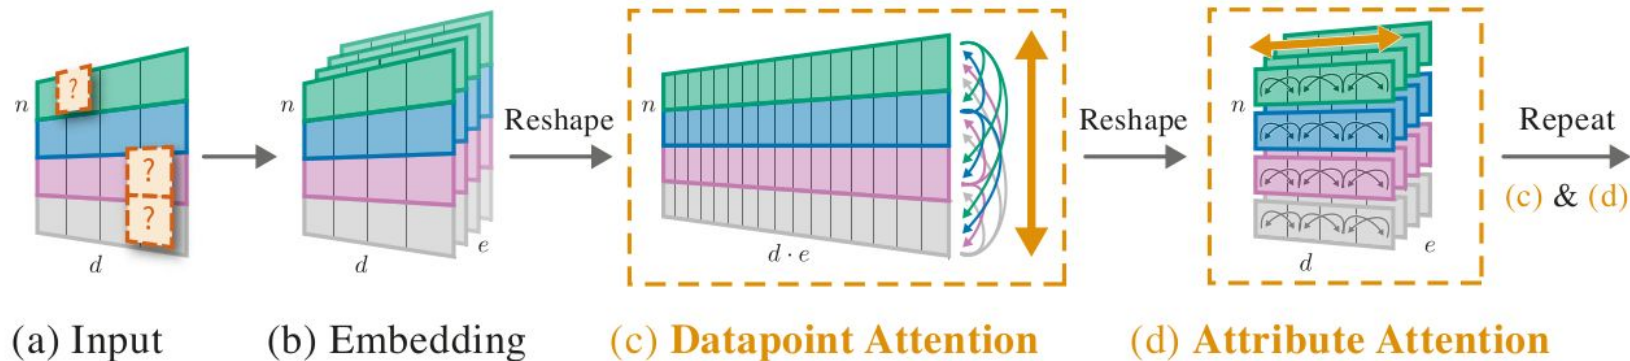 ?
?
?
n
d
n
d
e
Reshape
n
d · e
Reshape
n
d
e
Repeat
(c) & (d)
(a) Input
(b) Embedding
(c) Datapoint Attention
(d) Attribute Attention